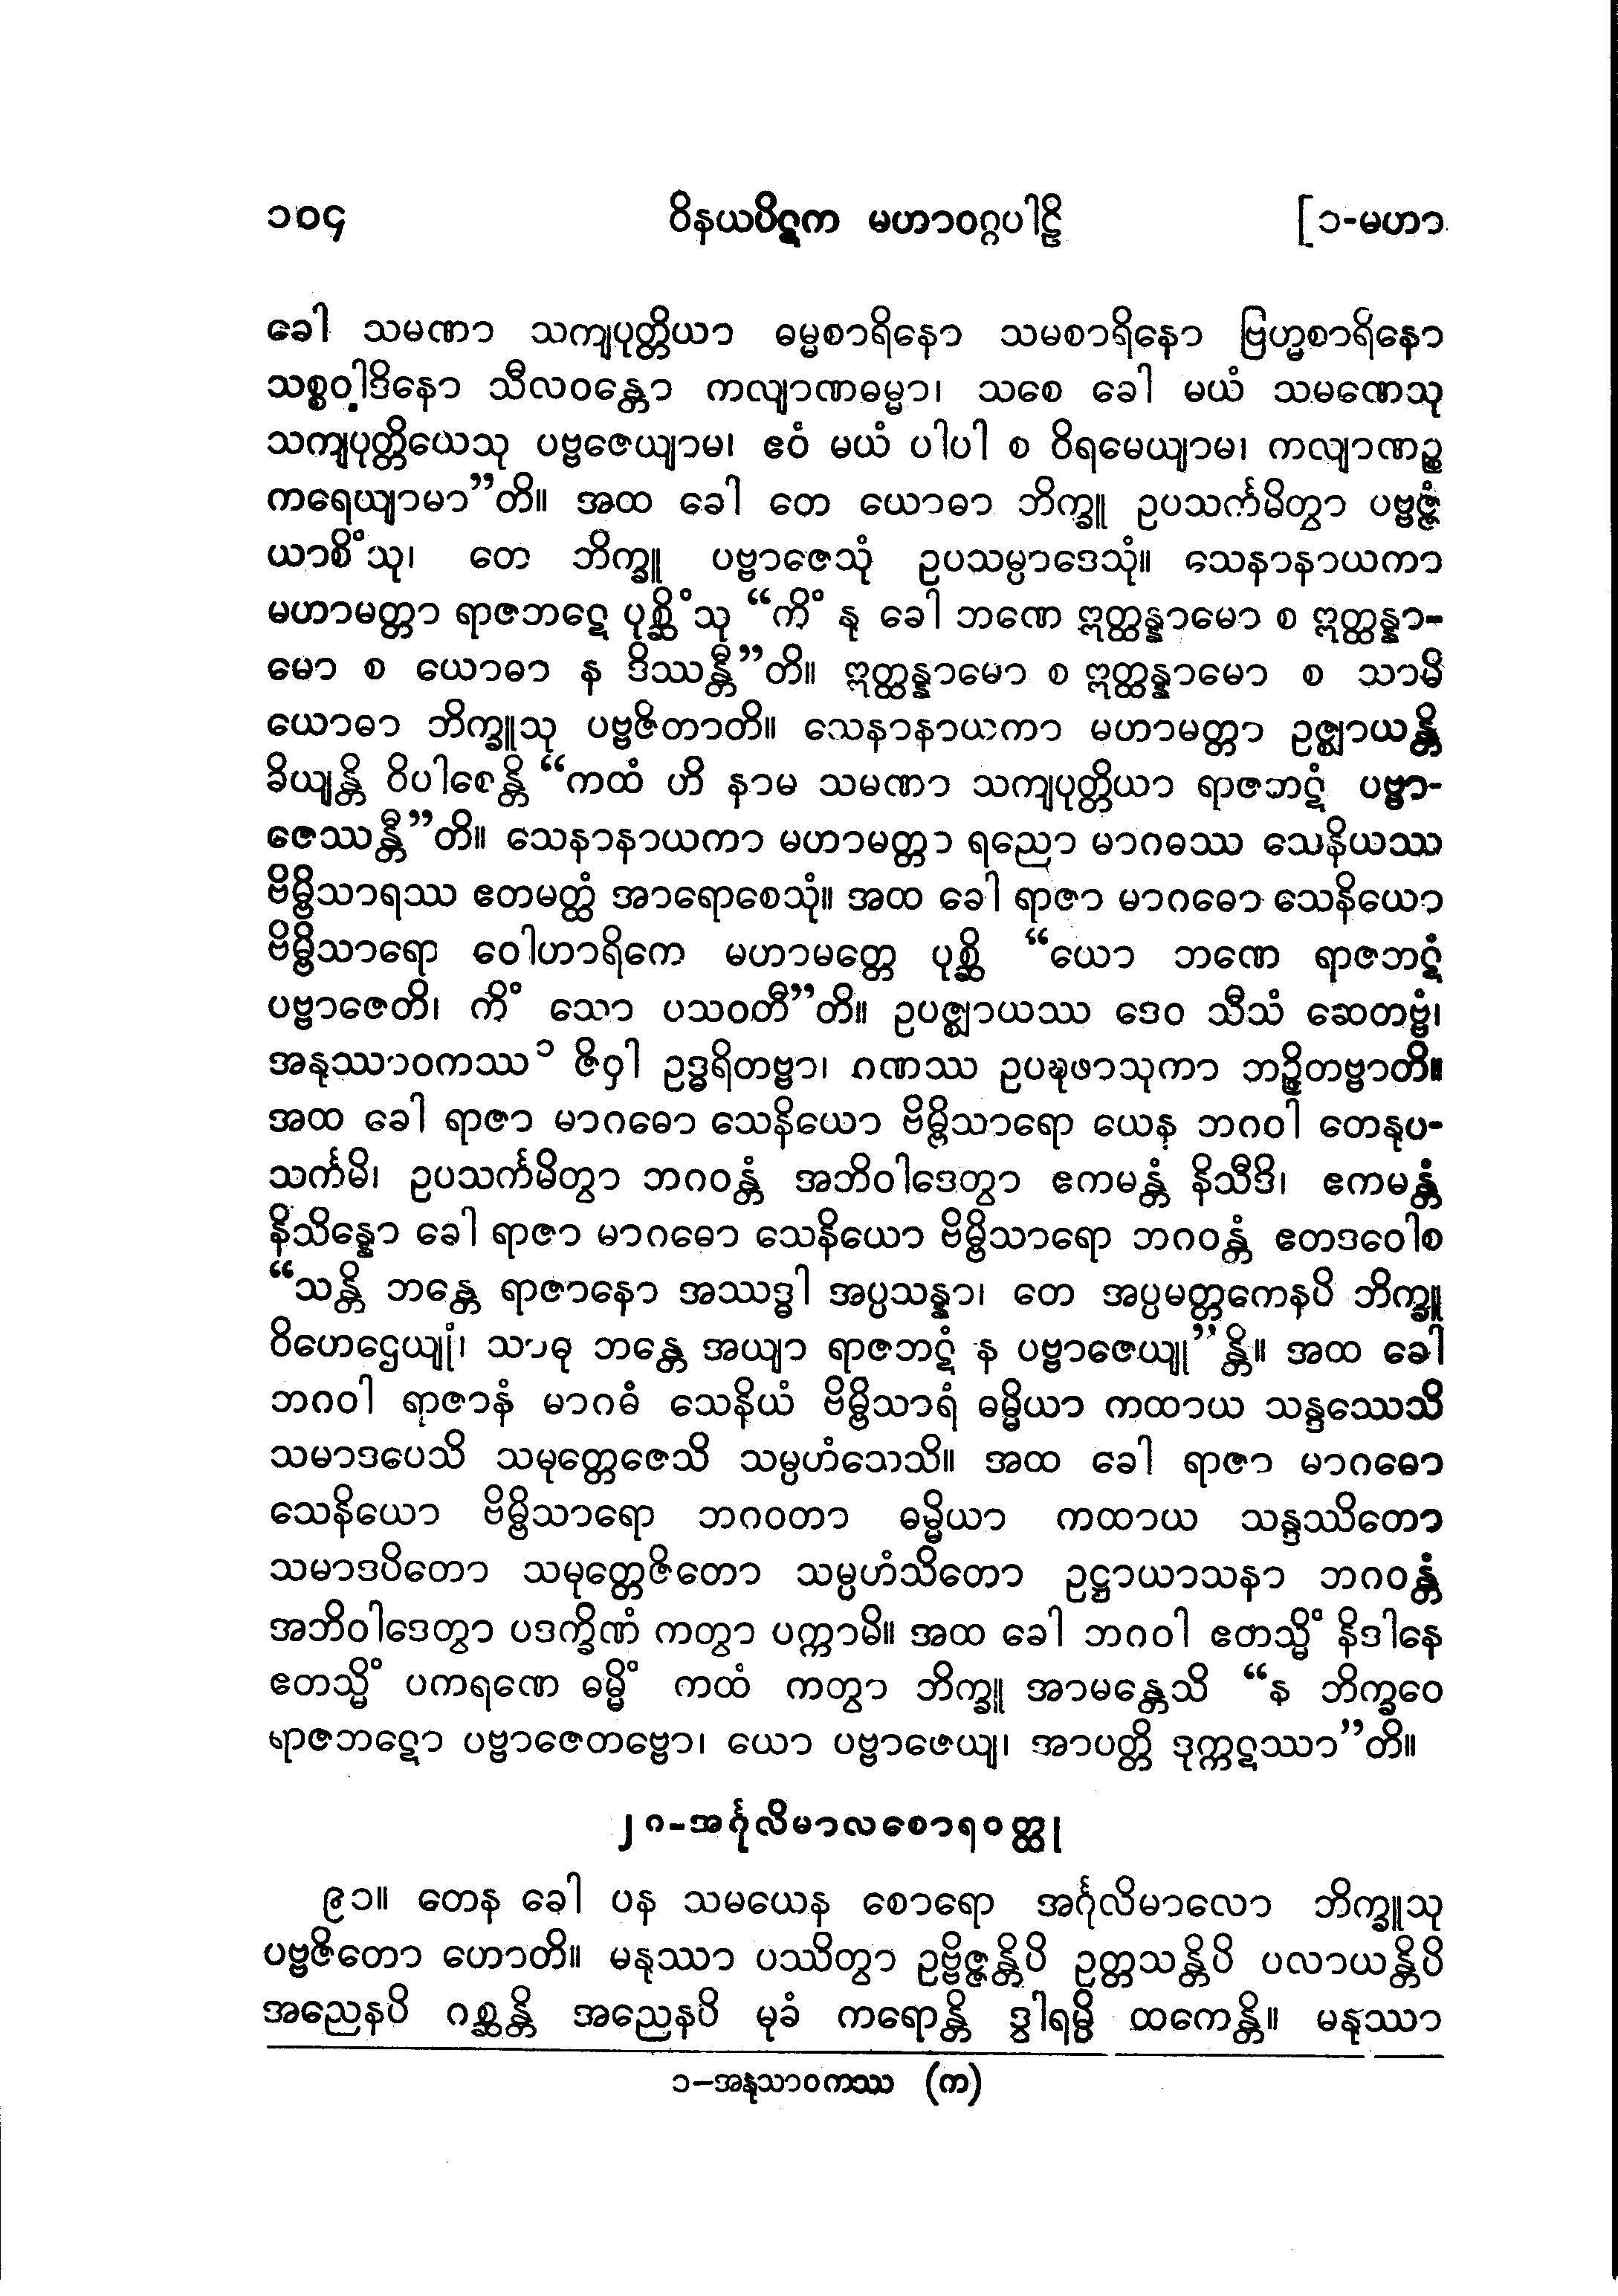 ၁၀၄ ဝိနယပိဋက မဟာဝဂ္ဂပါဠိ [၁-မဟာ
ခေါ သမဏာ သကျပုတ္တိယာ ဓမ္မစာရိနော သမစာရိနော ဗြဟ္မစာရိနော
သစ္စဝါဒိနော သီလဝန္တော ကလျာဏဓမ္မာ၊ သစေ ခေါ မယံ သမဏေသု
သကျပုတ္တိယေသု ပဗ္ဗဇေယျာမ၊ ဧဝံ မယံ ပါပါ စ ဝိရမေယျာမ၊ ကလျာဏဉ္စ
ကရေယျာမာ”တိ။ အထ ခေါ တေ ယောဓာ ဘိက္ခူ ဥပသင်္ကမိတွာ ပဗ္ဗဇ္ဇံ
ယာစိံသု၊ တေ ဘိက္ခူ ပဗ္ဗာဇေသုံ ဥပသမ္ပာဒေသုံ။ သေနာနာယကာ
မဟာမတ္တာ ရာဇဘဋေ ပုစ္ဆိံသု “ကိံ နု ခေါ ဘဏေ ဣတ္ထန္နာမော စ ဣတ္ထန္နာ-
မော စ ယောဓာ န ဒိဿန္တီ”တိ။ ဣတ္ထန္နာမော စ ဣတ္ထန္နာမော စ သာမိ
ယောဓာ ဘိက္ခူသု ပဗ္ဗဇိတာတိ။ သေနာနာယကာ မဟာမတ္တာ ဥဇ္ဈာယန္တိ
ခိယျန္တိ ဝိပါစေန္တိ “ကထံ ဟိ နာမ သမဏာ သကျပုတ္တိယာ ရာဇဘဋံ ပဗ္ဗာ-
ဇေဿန္တီ”တိ။ သေနာနာယကာ မဟာမတ္တာ ရညော မာဂဓဿ သေနိယဿ
ဗိမ္ဗိသာရဿ ဧတမတ္ထံ အာရောစေသုံ။ အထ ခေါ ရာဇာ မာဂဓော သေနိယော
ဗိမ္ဗိသာရော ဝေါဟာရိကေ မဟာမတ္တေ ပုစ္ဆိ “ယော ဘဏေ ရာဇဘဋံ
ပဗ္ဗာဇေတိ၊ ကိံ သော ပသဝတီ”တိ။ ဥပဇ္ဈာယဿ ဒေဝ သီသံ ဆေတဗ္ဗံ၊
အနုဿာဝကဿ ၁ ဇိဝှါ ဥဒ္ဓရိတဗ္ဗာ၊ ဂဏဿ ဥပဍ္ဎဖာသုကာ ဘဉ္ဇိတဗ္ဗာတိ။
အထ ခေါ ရာဇာ မာဂဓော သေနိယော ဗိမ္ဗိသာရော ယေန ဘဂဝါ တေနုပ-
သင်္ကမိ၊ ဥပသင်္ကမိတွာ ဘဂဝန္တံ အဘိဝါဒေတွာ ဧကမန္တံ နိသီဒိ၊ ဧကမန္တံ
နိသိန္နော ခေါ ရာဇာ မာဂဓော သေနိယော ဗိမ္ဗိသာရော ဘဂဝန္တံ ဧတဒဝေါစ
“သန္တိ ဘန္တေ ရာဇာနော အဿဒ္ဓါ အပ္ပသန္နာ၊ တေ အပ္ပမတ္တကေနပိ ဘိက္ခူ
ဝိဟေဌေယျုံ၊ သာဓု ဘန္တေ အယျာ ရာဇဘဋံ န ပဗ္ဗာဇေယျု”န္တိ။ အထ ခေါ
ဘဂဝါ ရာဇာနံ မာဂဓံ သေနိယံ ဗိမ္ဗိသာရံ ဓမ္မိယာ ကထာယ သန္ဒဿေသိ
သမာဒပေသိ သမုတ္တေဇေသိ သမ္ပဟံသေသိ။ အထ ခေါ ရာဇာ မာဂဓော
သေနိယော ဗိမ္ဗိသာရော ဘဂဝတာ ဓမ္မိယာ ကထာယ သန္ဒဿိတော
သမာဒပိတော သမုတ္တေဇိတော သမ္ပဟံသိတော ဥဋ္ဌာယာသနာ ဘဂဝန္တံ
အဘိဝါဒေတွာ ပဒက္ခိဏံ ကတွာ ပက္ကာမိ။ အထ ခေါ ဘဂဝါ ဧတသ္မိံ နိဒါနေ
ဧတသ္မိံ ပကရဏေ ဓမ္မိံ ကထံ ကတွာ ဘိက္ခူ အာမန္တေသိ “န ဘိက္ခဝေ
ရာဇဘဋော ပဗ္ဗာဇေတဗ္ဗော၊ ယော ပဗ္ဗာဇေယျ၊ အာပတ္တိ ဒုက္ကဋဿာ”တိ။
၂၈-အင်္ဂုလိမာလစောရဝတ္ထု
၉၁။ တေန ခေါ ပန သမယေန စောရော အင်္ဂုလိမာလော ဘိက္ခူသု
ပဗ္ဗဇိတော ဟောတိ။ မနုဿာ ပဿိတွာ ဥဗ္ဗိဇ္ဇန္တိပိ ဥတ္တသန္တိပိ ပလာယန္တိပိ
အညေနပိ ဂစ္ဆန္တိ အညေနပိ မုခံ ကရောန္တိ ဒွါရမ္ပိ ထကေန္တိ။ မနုဿာ
၁–အနုသာဝကဿ (က)